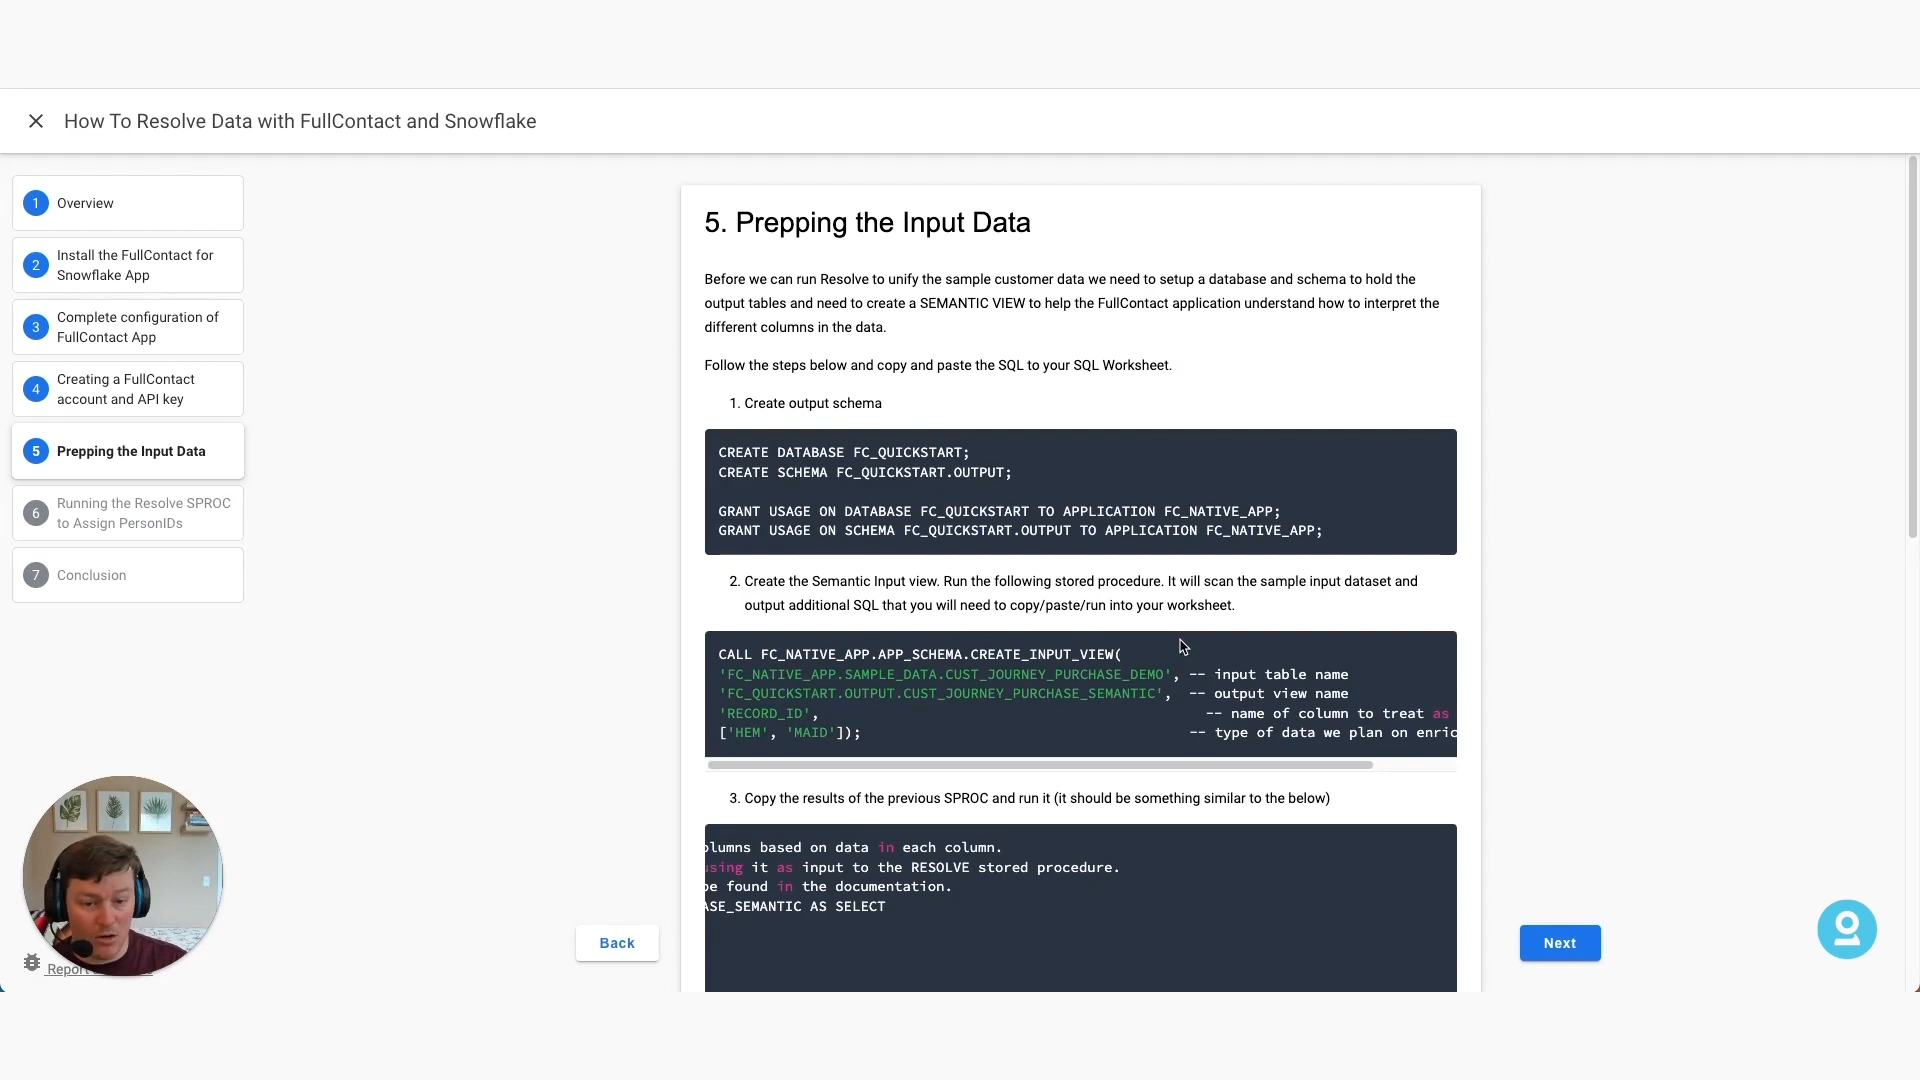 How To Resolve Data with FullContact and Snowflake
1 Overview
2 Install the FullContact for
Snowflake App
3 Complete configuration of
FullContact App
4 Creating a FullContact
account and API key
5 Prepping the Input Data
6 Running the Resolve SPROC
to Assign PersonIDs
7 Conclusion
Report
5. Prepping the Input Data
Before we can run Resolve to unify the sample customer data we need to setup a database and schema to hold the
output tables and need to create a SEMANTIC VIEW to help the FullContact application understand how to interpret the
different columns in the data.
Follow the steps below and copy and paste the SQL to your SQL Worksheet.
1. Create output schema
CREATE DATABASE FC_QUICKSTART;
CREATE SCHEMA FC_QUICKSTART.OUTPUT;
GRANT USAGE ON DATABASE FC_QUICKSTART TO APPLICATION FC_NATIVE_APP;
GRANT USAGE ON SCHEMA FC_QUICKSTART.OUTPUT TO APPLICATION FC_NATIVE_APP;
2. Create the Semantic Input view. Run the following stored procedure. It will scan the sample input dataset and
output additional SQL that you will need to copy/paste/run into your worksheet.
CALL FC_NATIVE_APP.APP_SCHEMA.CREATE_INPUT_VIEW(
'FC_NATIVE_APP.SAMPLE_DATA.CUST_JOURNEY_PURCHASE_DEMO', -- input table name
'FC_QUICKSTART.OUTPUT.CUST_JOURNEY_PURCHASE_SEMANTIC', -- output view name
'RECORD_ID', -- name of column to treat as
['HEM', 'MAID']); -- type of data we plan on enric
3. Copy the results of the previous SPROC and run it (it should be something similar to the below)
olumns based on data in each column.
using it as input to the RESOLVE stored procedure.
be found in the documentation.
ASE_SEMANTIC AS SELECT
Back
Next